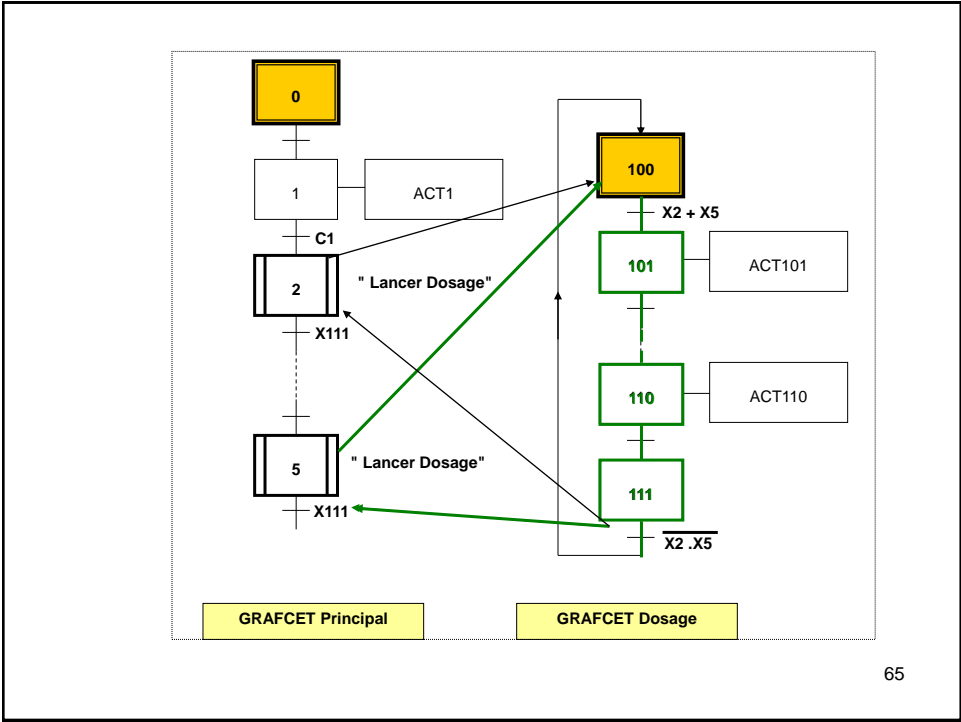 0
1
ACT1
C1
2
" Lancer Dosage"
X111
5
" Lancer Dosage"
X111
100
X2 + X5
101
ACT101
110
ACT110
111
X2 .X5
GRAFCET Principal
GRAFCET Dosage
65